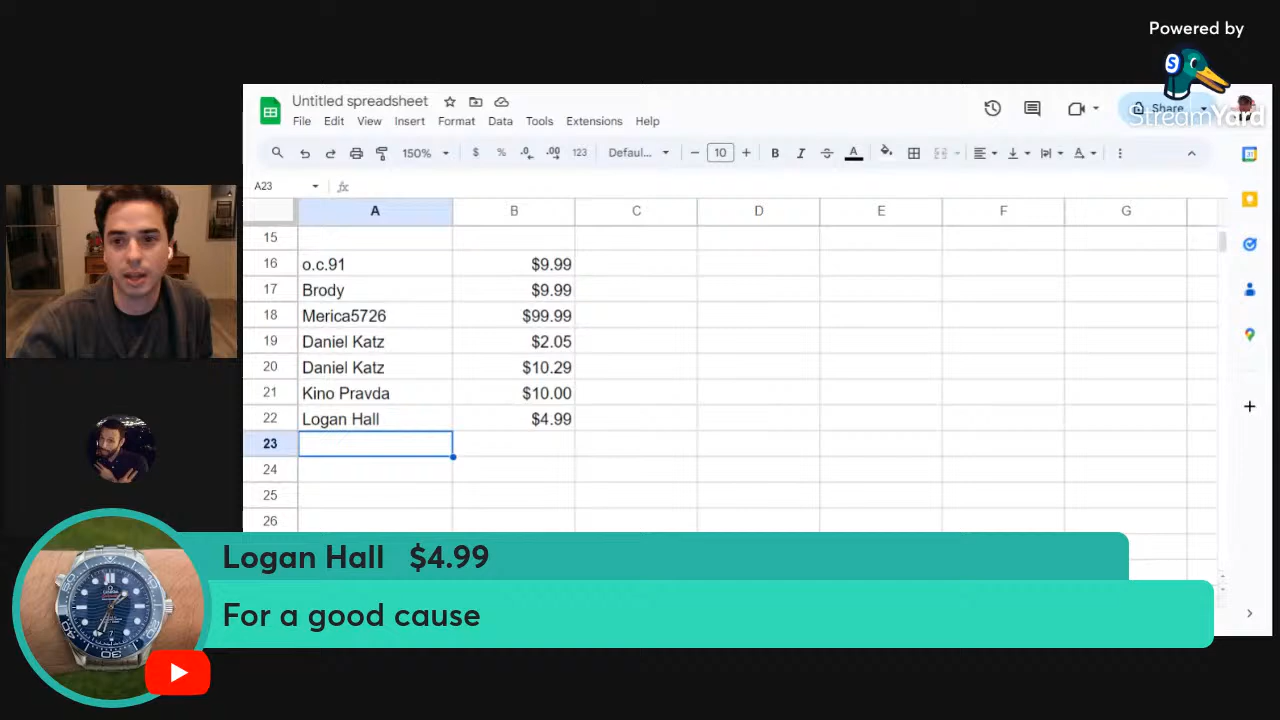 Powered by
StreamYard
Untitled spreadsheet
Share
File Edit View Insert Format Data Tools Extensions Help
150% $ % .0 .00 123 Defaul... 10 B I A
A23 fx
A B C D E F G
15
16 o.c.91 $9.99
17 Brody $9.99
18 Merica5726 $99.99
19 Daniel Katz $2.05
20 Daniel Katz $10.29
21 Kino Pravda $10.00
22 Logan Hall $4.99
23
24
25
26
Logan Hall $4.99
For a good cause